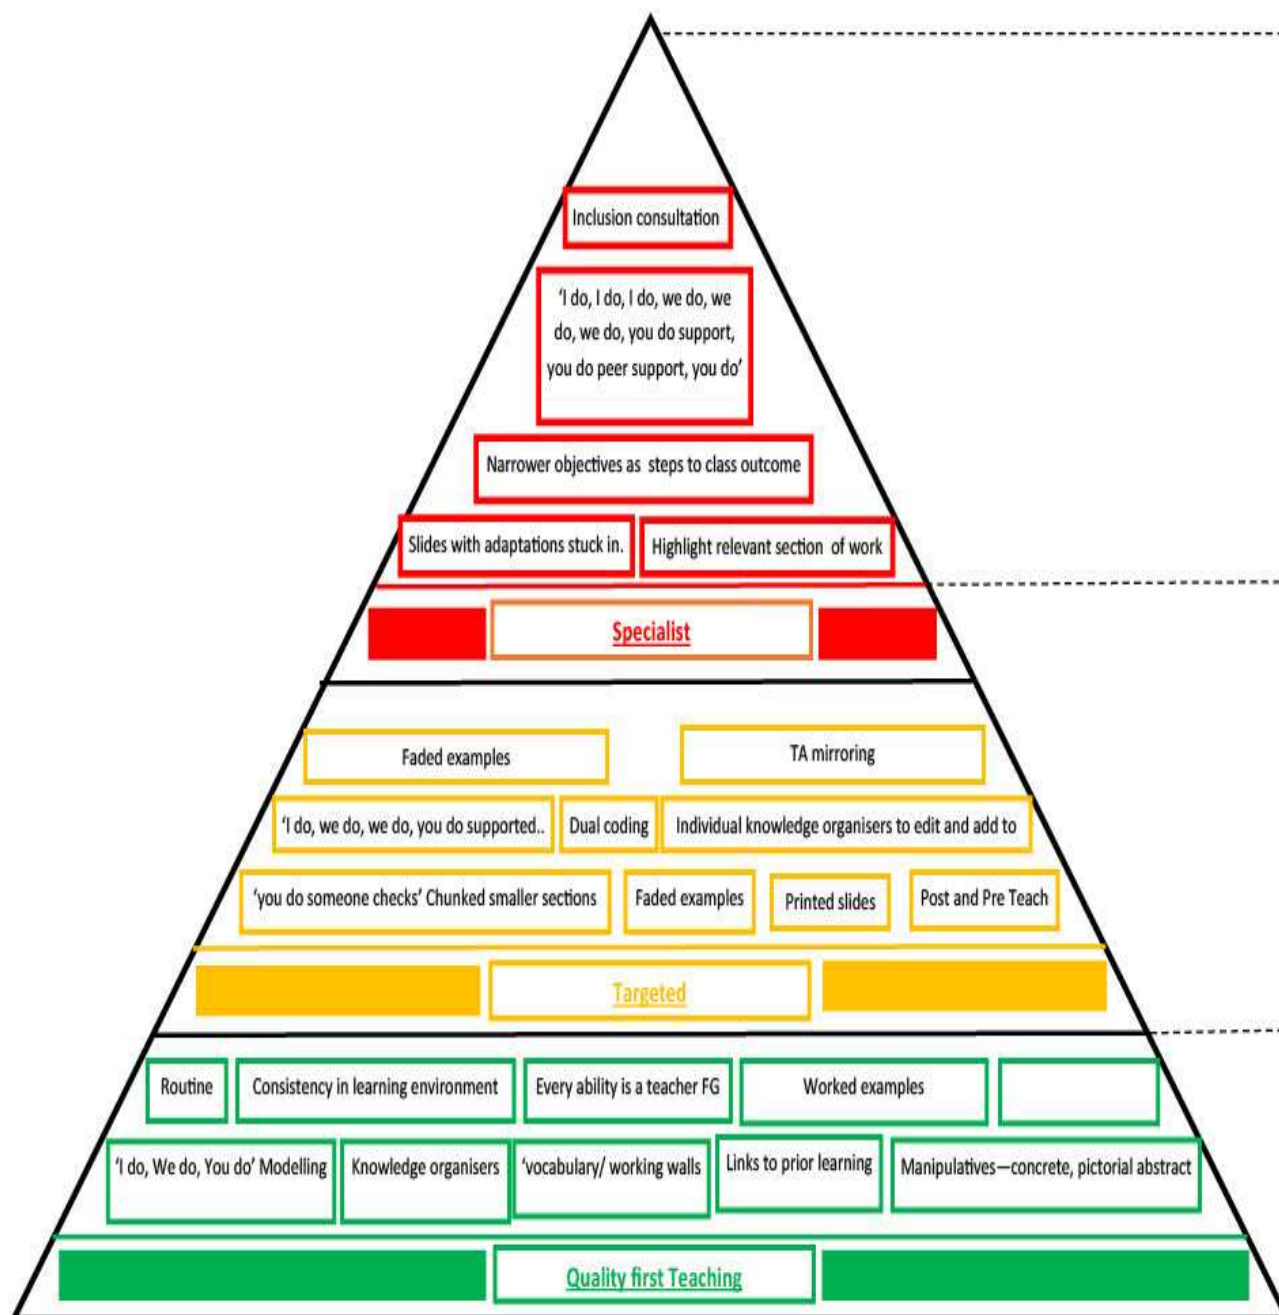 Inclusion consultation
‘I do, I do, I do, we do, we
do, we do, you do support,
you do peer support, you do’
Narrower objectives as steps to class outcome
Slides with adaptations stuck in.
Highlight relevant section of work
Specialist
Faded examples
TA mirroring
‘I do, we do, we do, you do supported..
Dual coding
Individual knowledge organisers to edit and add to
‘you do someone checks’ Chunked smaller sections
Faded examples
Printed slides
Post and Pre Teach
Targeted
Routine
Consistency in learning environment
Every ability is a teacher FG
Worked examples
‘I do, We do, You do’ Modelling
Knowledge organisers
‘vocabulary/ working walls
Links to prior learning
Manipulatives—concrete, pictorial abstract
Quality first Teaching